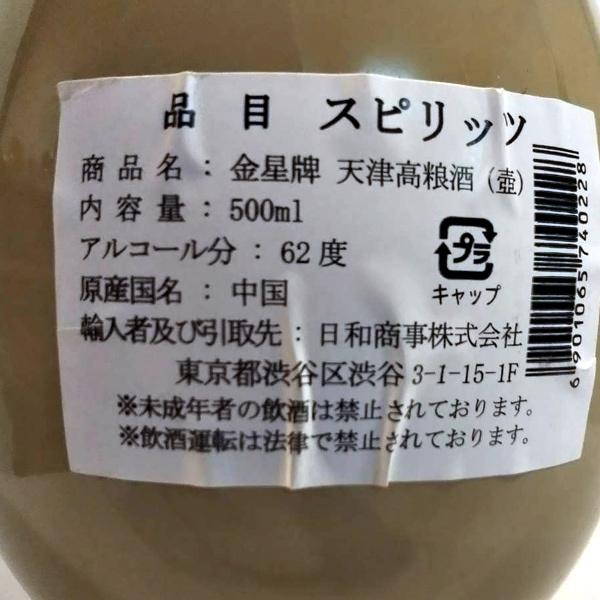 品 目 スピリッツ
商品名：金星牌 天津高粮酒（壺）
内容量：500ml
アルコール分：62度
原産国名：中国
輸入者及び引取先：日和商事株式会社
東京都渋谷区渋谷3-1-15-1F
※未成年者の飲酒は禁止されております。
※飲酒運転は法律で禁止されております。
プラ
キャップ
6901065740228